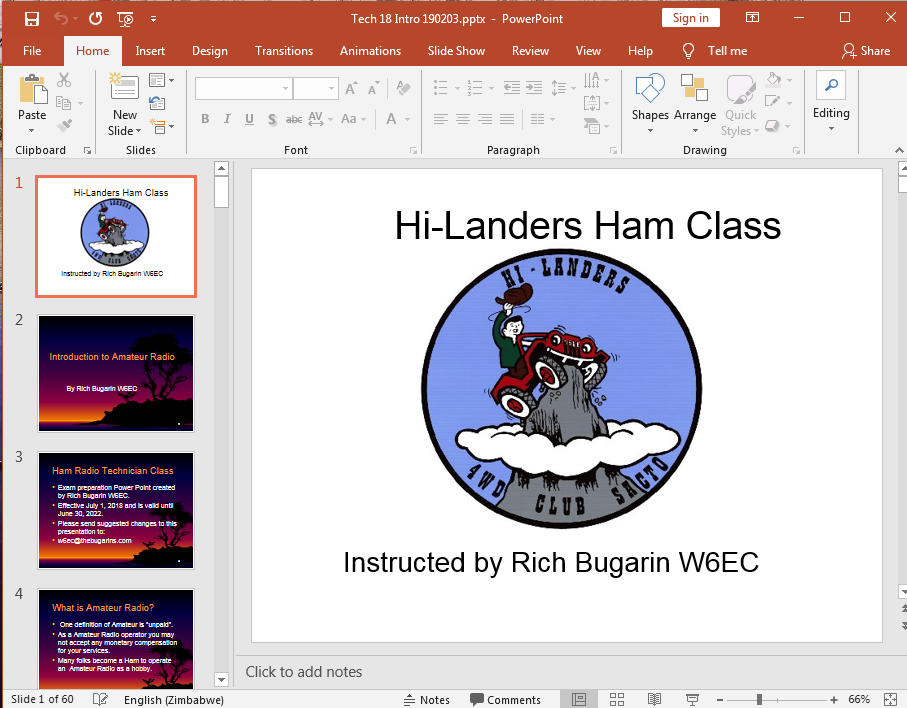 Tech 18 Intro 190203.pptx - PowerPoint
Sign in
File Home Insert Design Transitions Animations Slide Show Review View Help Tell me Share
Paste
New
Slide
Shapes Arrange Quick
Styles
Editing
B I U S abc AV Aa A
Clipboard Slides Font Paragraph Drawing
1
Hi-Landers Ham Class
HI-LANDERS
4WD CLUB SACTO
Instructed by Rich Bugarin W6EC
2
Introduction to Amateur Radio
By Rich Bugarin W6EC
3
Ham Radio Technician Class
• Exam preparation Power Point created
by Rich Bugarin W6EC.
• Effective July 1, 2018 and is valid until
June 30, 2022.
• Please send suggested changes to this
presentation to:
• w6ec@thebugarins.com
4
What is Amateur Radio?
• One definition of Amateur is "unpaid".
• As a Amateur Radio operator you may
not accept any monetary compensation
for your services.
• Many folks become a Ham to operate
an Amateur Radio as a hobby.
Hi-Landers Ham Class
HI-LANDERS
4WD CLUB SACTO
Instructed by Rich Bugarin W6EC
Click to add notes
Slide 1 of 60 English (Zimbabwe) Notes Comments 66%